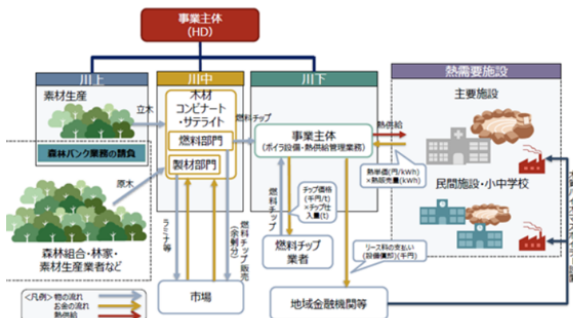 事業主体
(HD)
川上
川中
川下
熱需要施設
素材生産
立木
森林バンク業務の請負
原木
森林組合・林家・
素材生産業者など
木材
コンビナート
・サテライト
燃料部門
製材部門
燃料チップ
事業主体
(ボイラ設備・熱供給管理業務)
熱供給
熱単価(円/kWh)
×熱販売量(kWh)
主要施設
民間施設・小中学校
ラミナ等
燃料チップ販売
(余剰分)
燃料チップ
チップ価格
(千円/t)
×チップ仕
入量(t)
燃料チップ
業者
リース料の支払い
(設備償却)(千円)
市場
地域金融機関等
<凡例>物の流れ
お金の流れ
熱供給